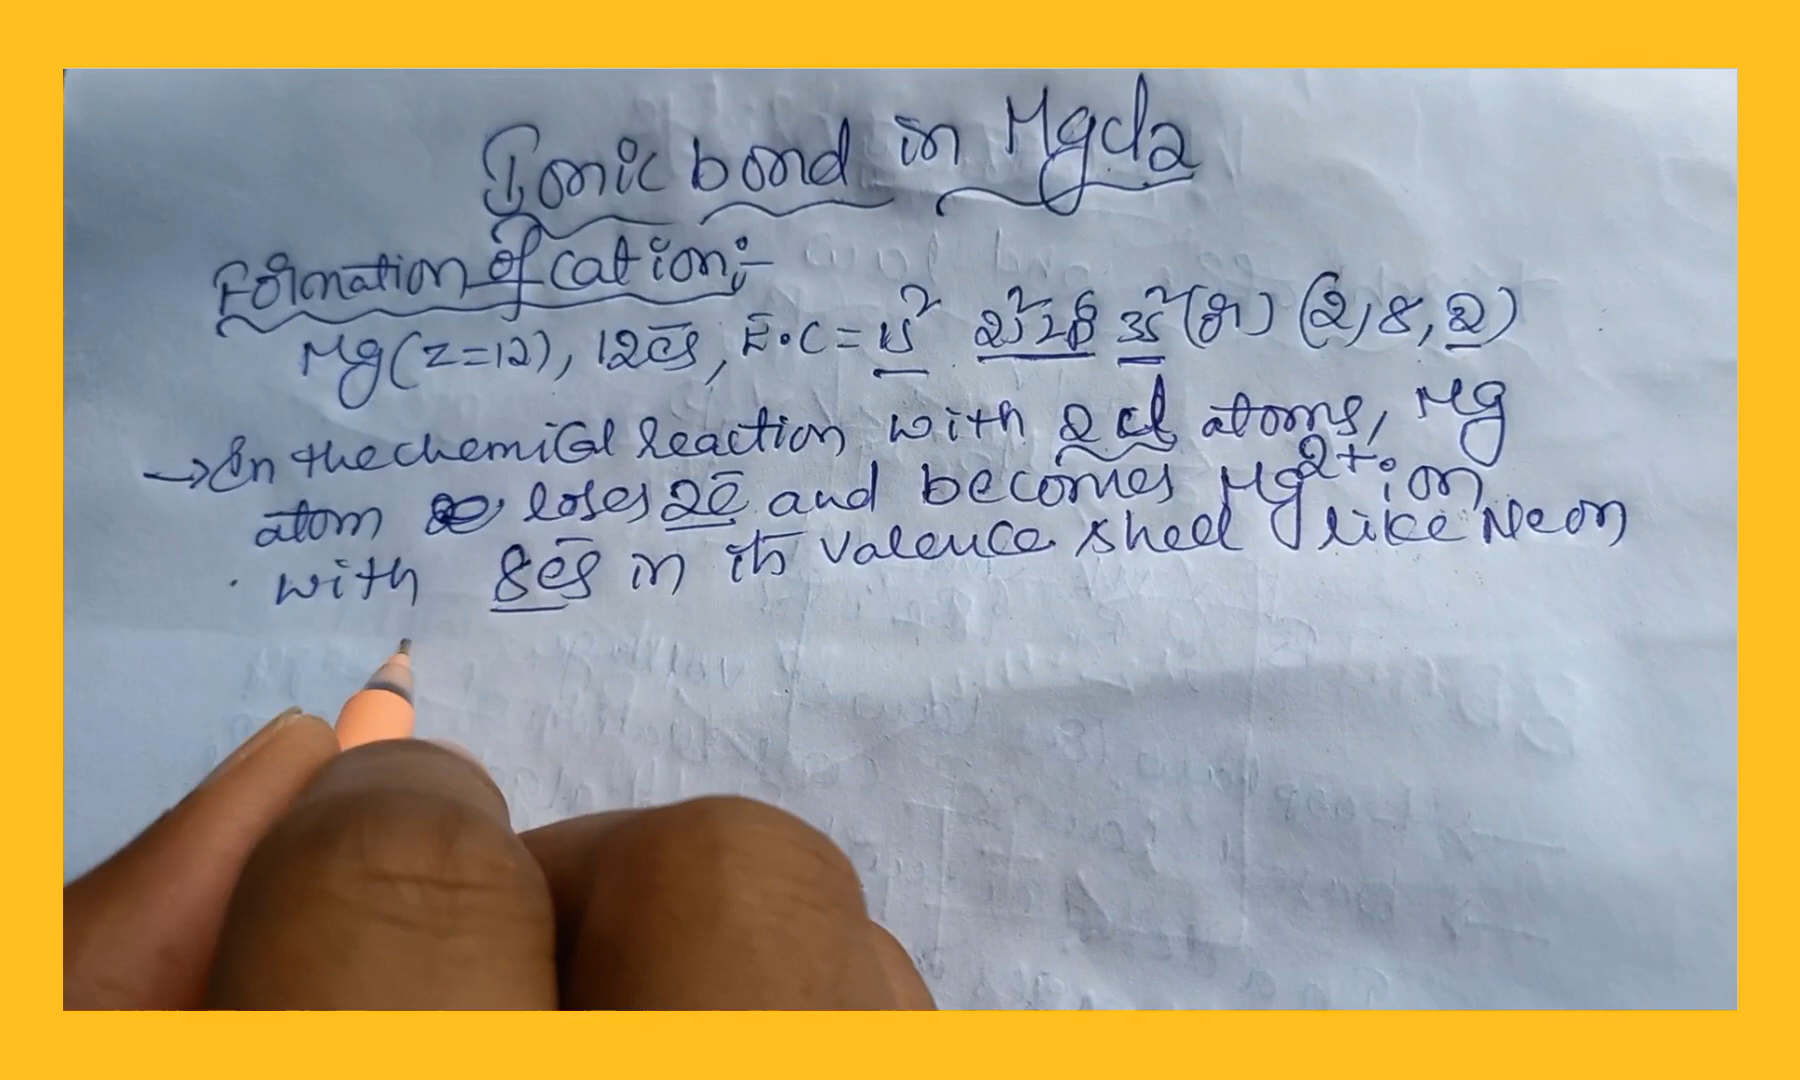 Ionic bond in Mgcl2
Formation of cation:-
Mg(Z=12), 12e̅s, E.C = 1s² 2s² 2p⁶ 3s² (or) (2,8,2)
→ In the chemical reaction with 2 cl atoms, Mg
atom loses 2e̅ and becomes Mg²⁺ ion
with 8e̅s in its valence shell like Neon